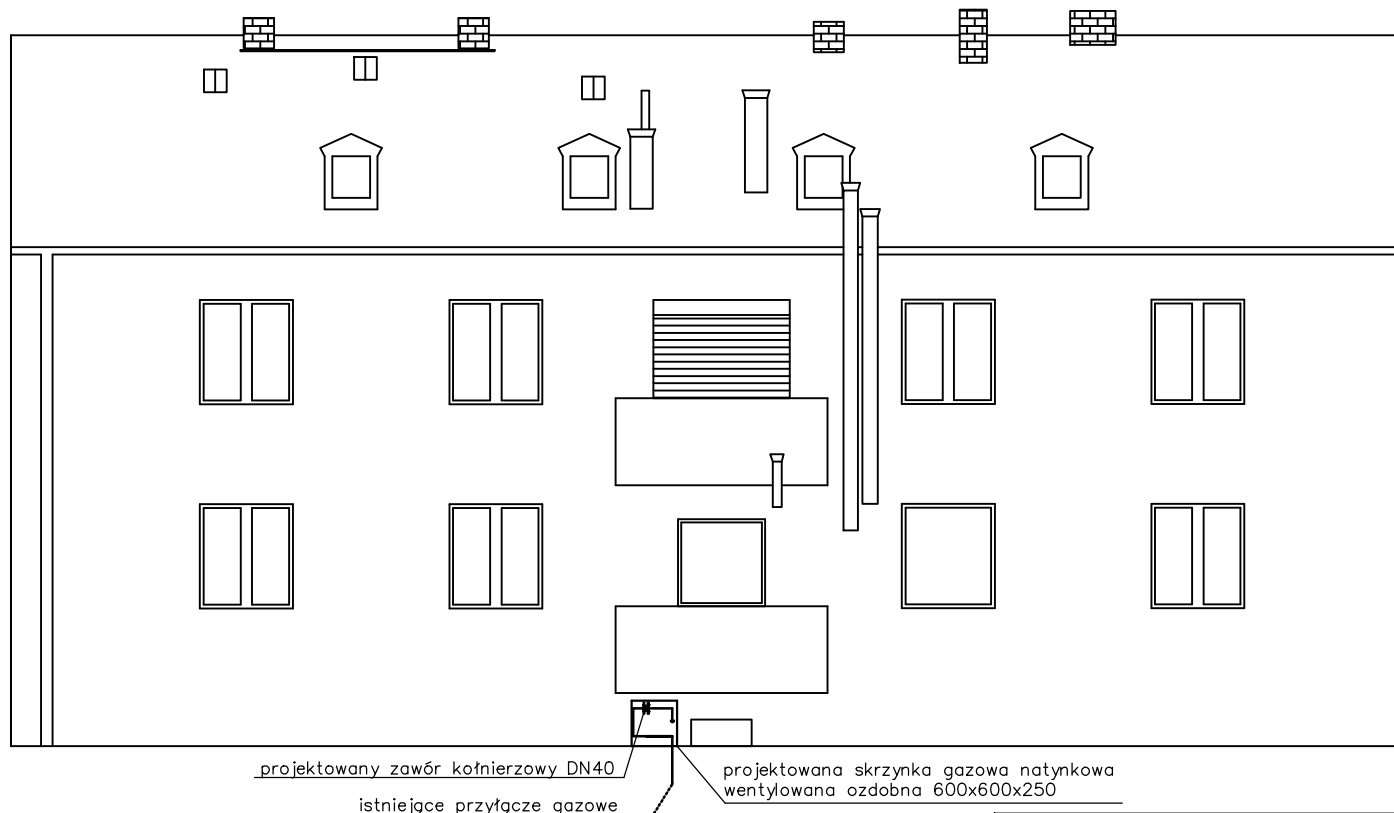 projektowany zawór kołnierzowy DN40
projektowana skrzynka gazowa natynkowa
wentylowana ozdobna 600x600x250
istniejące przyłącze gazowe